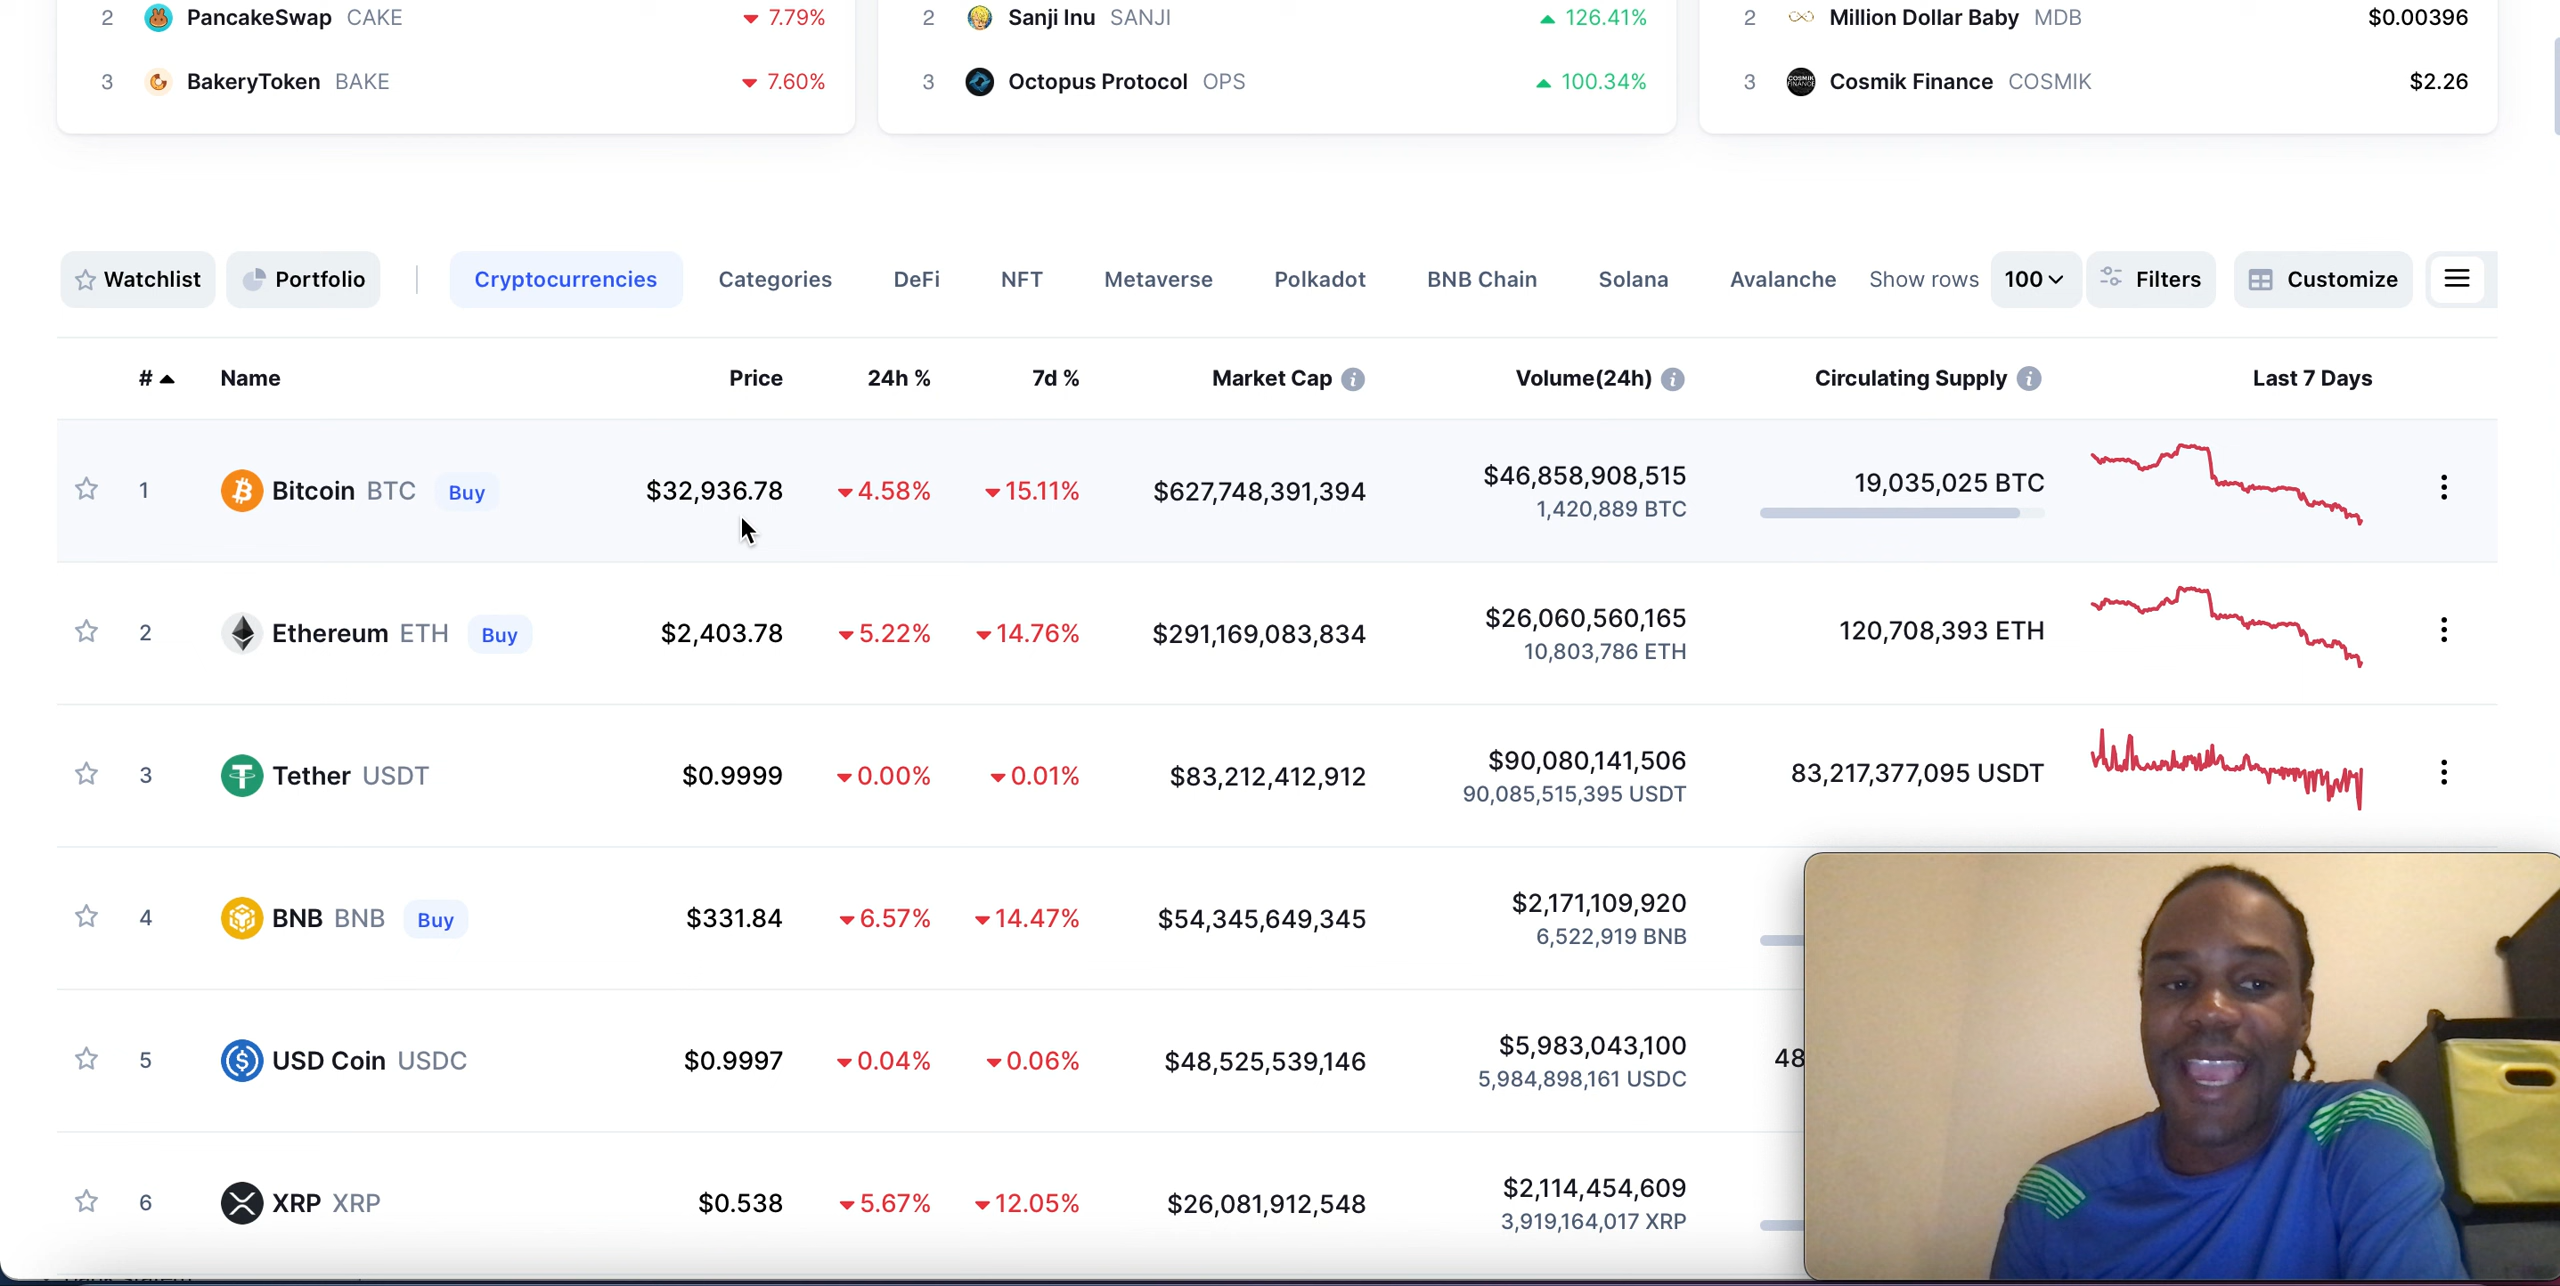 2 PancakeSwap CAKE 7.79% 2 Sanji Inu SANJI 126.41% 2 Million Dollar Baby MDB $0.00396
3 BakeryToken BAKE 7.60% 3 Octopus Protocol OPS 100.34% 3 COSMIK FINANCE Cosmik Finance COSMIK $2.26
Watchlist Portfolio Cryptocurrencies Categories DeFi NFT Metaverse Polkadot BNB Chain Solana Avalanche Show rows 100 Filters Customize
# Name Price 24h % 7d % Market Cap Volume(24h) Circulating Supply Last 7 Days
1 Bitcoin BTC Buy $32,936.78 4.58% 15.11% $627,748,391,394 $46,858,908,515 19,035,025 BTC
1,420,889 BTC
2 Ethereum ETH Buy $2,403.78 5.22% 14.76% $291,169,083,834 $26,060,560,165 120,708,393 ETH
10,803,786 ETH
3 Tether USDT $0.9999 0.00% 0.01% $83,212,412,912 $90,080,141,506 83,217,377,095 USDT
90,085,515,395 USDT
4 BNB BNB Buy $331.84 6.57% 14.47% $54,345,649,345 $2,171,109,920
6,522,919 BNB
5 USD Coin USDC $0.9997 0.04% 0.06% $48,525,539,146 $5,983,043,100 48
5,984,898,161 USDC
6 XRP XRP $0.538 5.67% 12.05% $26,081,912,548 $2,114,454,609
3,919,164,017 XRP